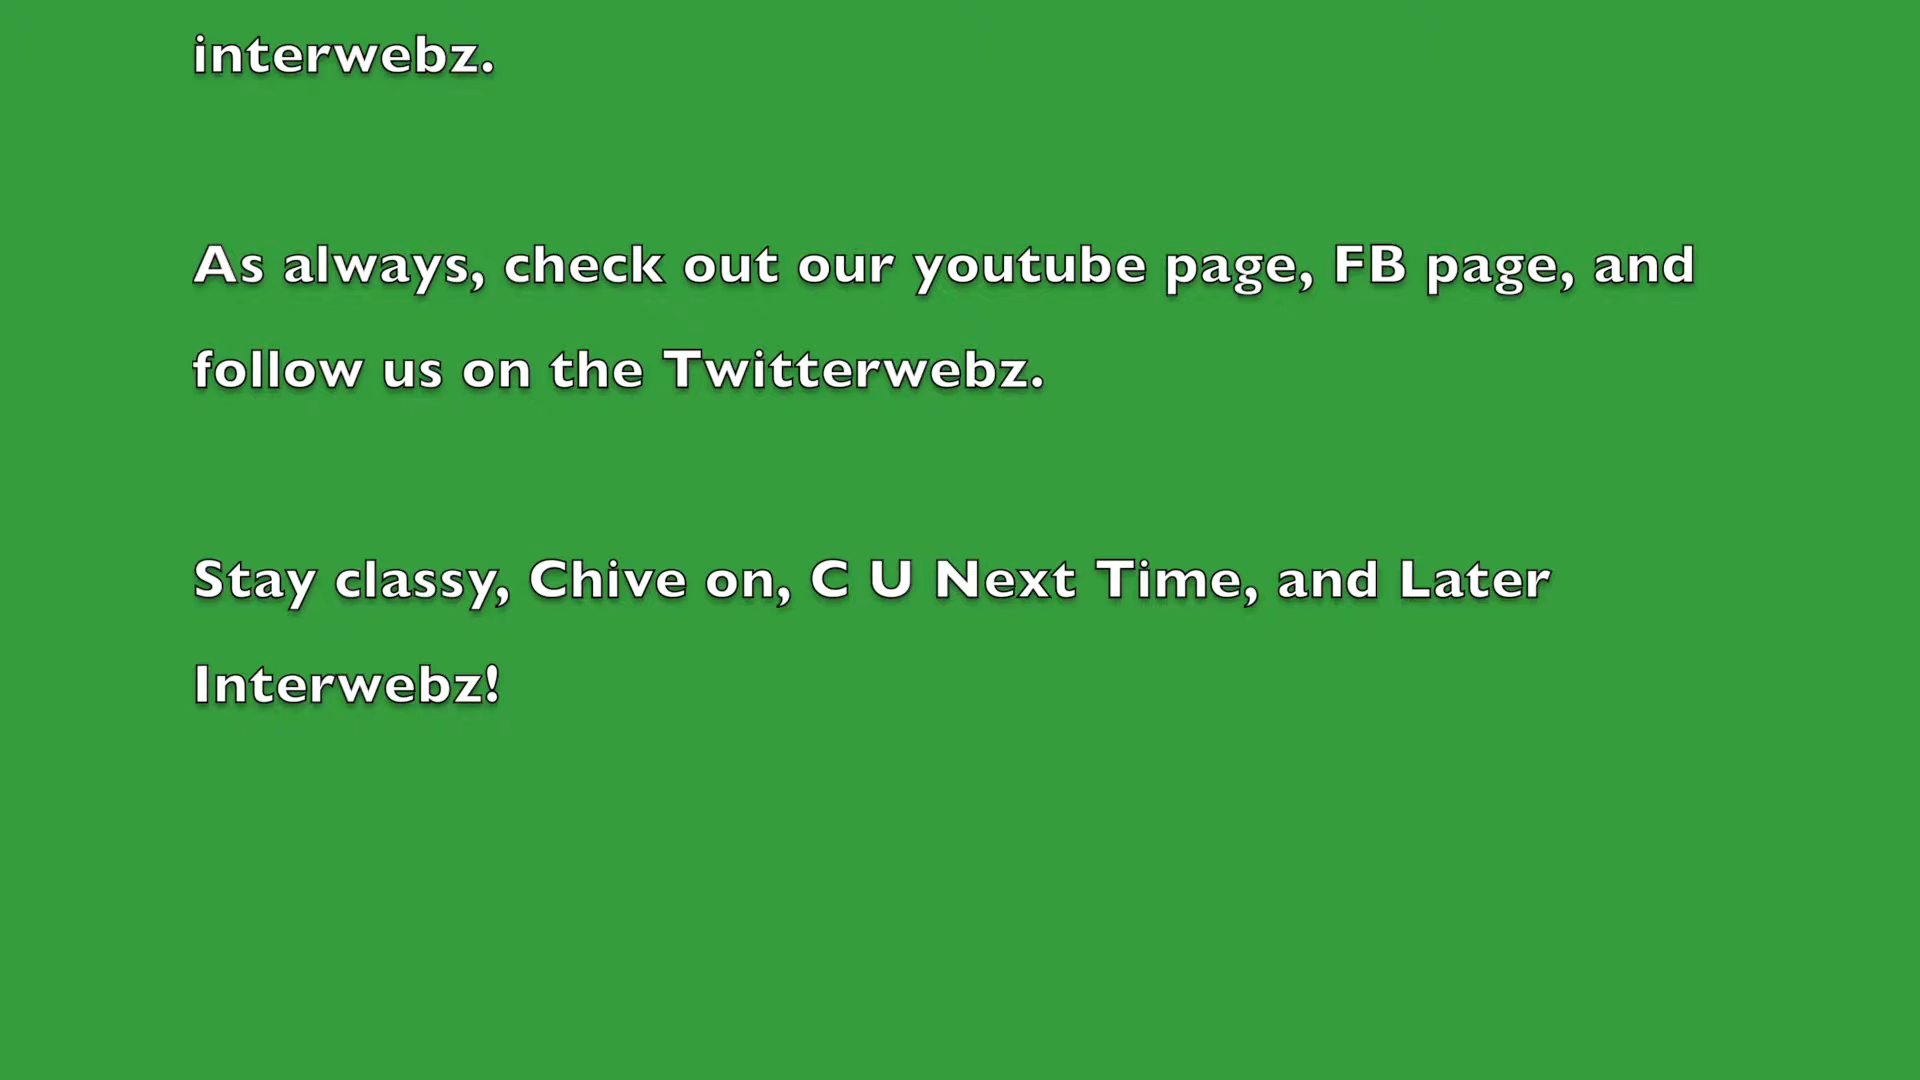 interwebz.
As always, check out our youtube page, FB page, and
follow us on the Twitterwebz.
Stay classy, Chive on, C U Next Time, and Later
Interwebz!